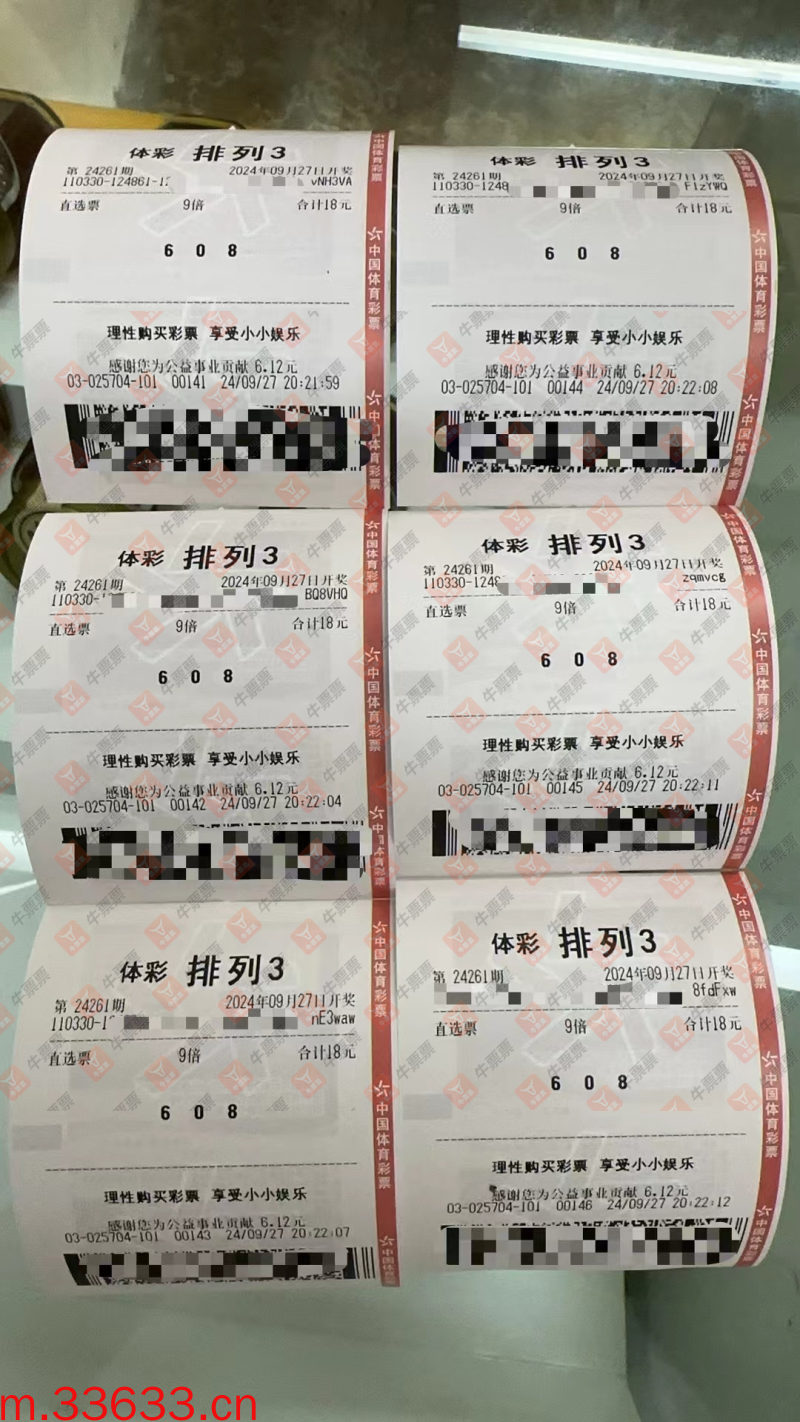 体彩 排列3
第 24261期 2024年09月27日开奖
110330-124861-1 vNH3VA
直选票 9倍 合计18元
6 0 8
理性购买彩票 享受小小娱乐
感谢您为公益事业贡献 6.12元
03-025704-101 00141 24/09/27 20:21:59
中国体育彩票
体彩 排列3
第 24261期 2024年09月27日开奖
110330-1248 FlzYWQ
直选票 9倍 合计18元
6 0 8
理性购买彩票 享受小小娱乐
感谢您为公益事业贡献 6.12元
03-025704-101 00144 24/09/27 20:22:08
中国体育彩票
体彩 排列3
第 24261期 2024年09月27日开奖
110330- BQ8VHQ
直选票 9倍 合计18元
6 0 8
理性购买彩票 享受小小娱乐
感谢您为公益事业贡献 6.12元
03-025704-101 00142 24/09/27 20:22:04
中国体育彩票
体彩 排列3
第 24261期 2024年09月27日开奖
110330-124 zqmvcg
直选票 9倍 合计18元
6 0 8
理性购买彩票 享受小小娱乐
感谢您为公益事业贡献 6.12元
03-025704-101 00145 24/09/27 20:22:11
中国体育彩票
体彩 排列3
第 24261期 2024年09月27日开奖
110330-1 nE3waw
直选票 9倍 合计18元
6 0 8
理性购买彩票 享受小小娱乐
感谢您为公益事业贡献 6.12元
03-025704-101 00143 24/09/27 20:22:07
中国体育彩票
体彩 排列3
第 24261期 2024年09月27日开奖
8fdFxw
直选票 9倍 合计18元
6 0 8
理性购买彩票 享受小小娱乐
感谢您为公益事业贡献 6.12元
03-025704-101 00146 24/09/27 20:22:12
中国体育彩票
牛票票
m.33633.cn